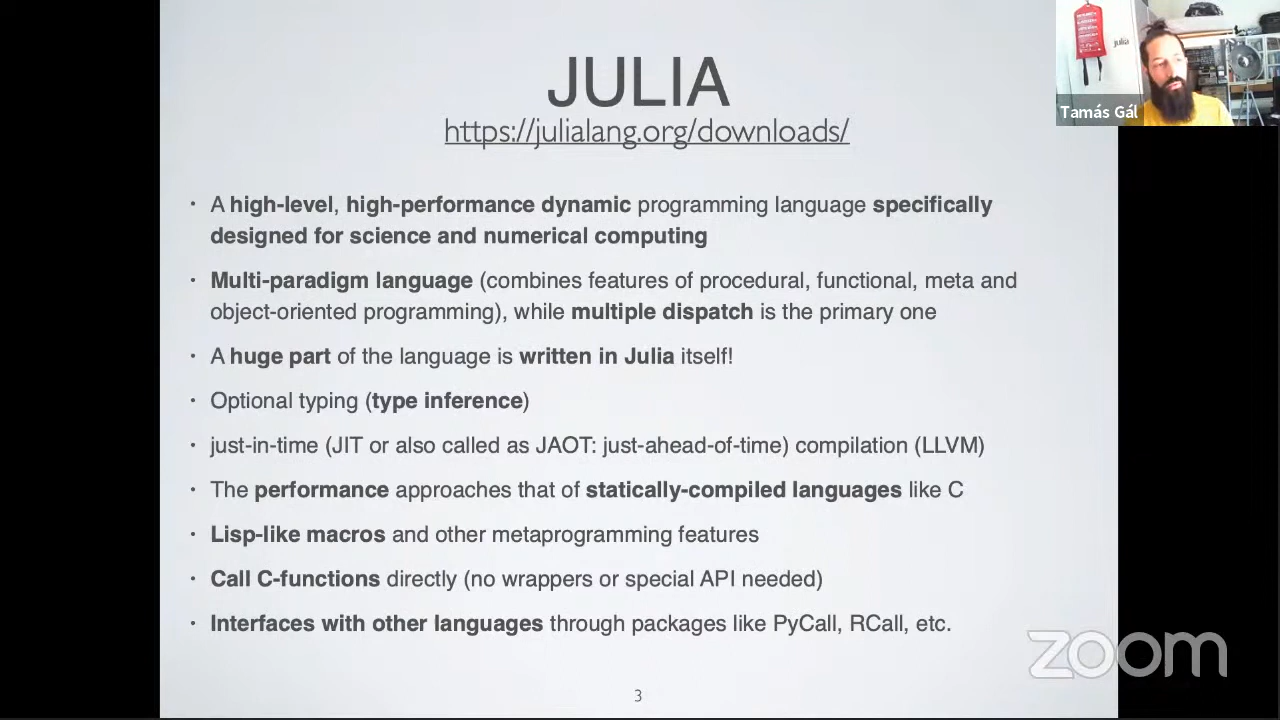 JULIA
https://julialang.org/downloads/
julia
Tamás Gál
• A high-level, high-performance dynamic programming language specifically
designed for science and numerical computing
• Multi-paradigm language (combines features of procedural, functional, meta and
object-oriented programming), while multiple dispatch is the primary one
• A huge part of the language is written in Julia itself!
• Optional typing (type inference)
• just-in-time (JIT or also called as JAOT: just-ahead-of-time) compilation (LLVM)
• The performance approaches that of statically-compiled languages like C
• Lisp-like macros and other metaprogramming features
• Call C-functions directly (no wrappers or special API needed)
• Interfaces with other languages through packages like PyCall, RCall, etc.
zoom
3